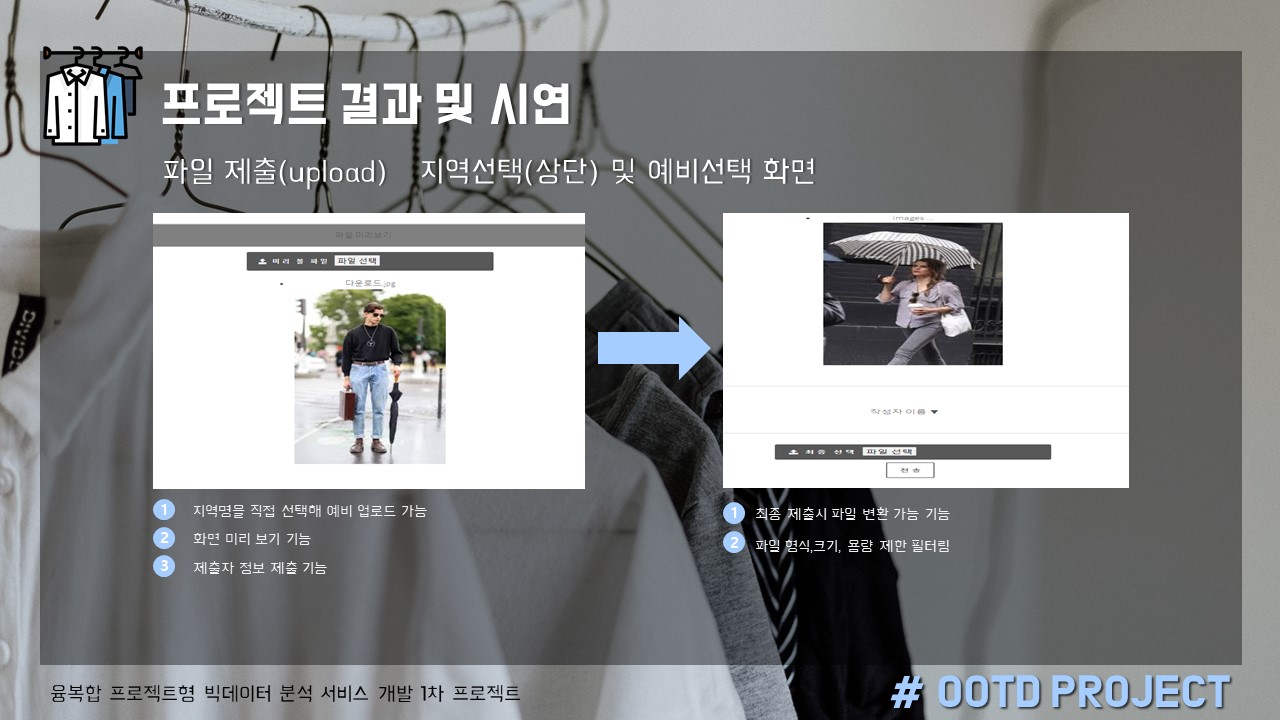 프로젝트 결과 및 시연
파일 제출(upload) 지역선택(상단) 및 예비선택 화면
파일 미리보기
미리 볼 파일 파일 선택
다운로드.jpg
images...
작성자 이름 ▼
최종 선택 파일 선택
전송
1 지역명을 직접 선택해 예비 업로드 가능
2 화면 미리 보기 기능
3 제출자 정보 제출 기능
1 최종 제출시 파일 변환 가능 기능
2 파일 형식,크기, 용량 제한 필터링
융복합 프로젝트형 빅데이터 분석 서비스 개발 1차 프로젝트
# OOTD PROJECT